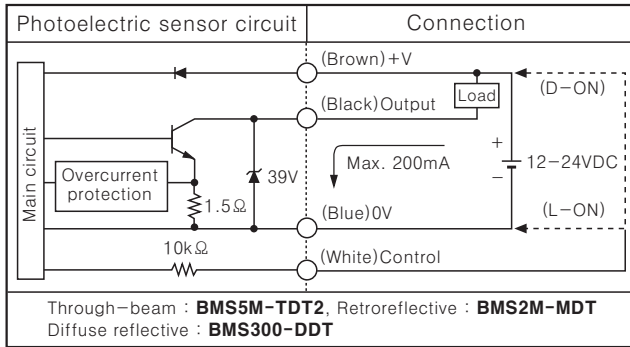 Photoelectric sensor circuit
Connection
(Brown)+V
(Black)Output
Load
(D-ON)
Main circuit
Overcurrent
protection
39V
1.5Ω
Max. 200mA
+
−
12-24VDC
(Blue)0V
(L-ON)
10kΩ
(White)Control
Through-beam : BMS5M-TDT2, Retroreflective : BMS2M-MDT
Diffuse reflective : BMS300-DDT